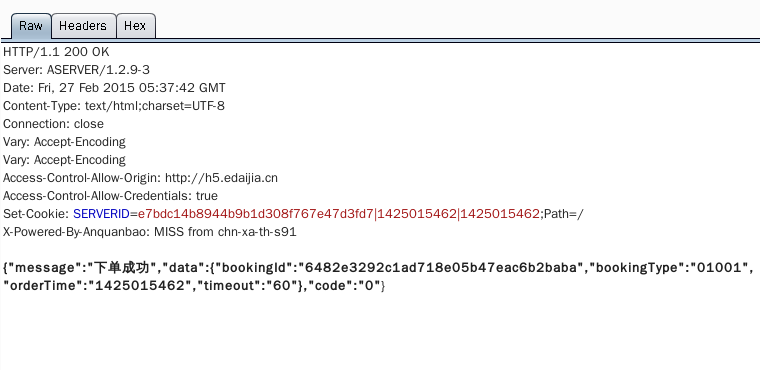 Raw Headers Hex
HTTP/1.1 200 OK
Server: ASERVER/1.2.9-3
Date: Fri, 27 Feb 2015 05:37:42 GMT
Content-Type: text/html;charset=UTF-8
Connection: close
Vary: Accept-Encoding
Vary: Accept-Encoding
Access-Control-Allow-Origin: http://h5.edaijia.cn
Access-Control-Allow-Credentials: true
Set-Cookie: SERVERID=e7bdc14b8944b9b1d308f767e47d3fd7|1425015462|1425015462;Path=/
X-Powered-By-Anquanbao: MISS from chn-xa-th-s91
{"message":"下单成功","data":{"bookingId":"6482e3292c1ad718e05b47eac6b2baba","bookingType":"01001",
"orderTime":"1425015462","timeout":"60"},"code":"0"}